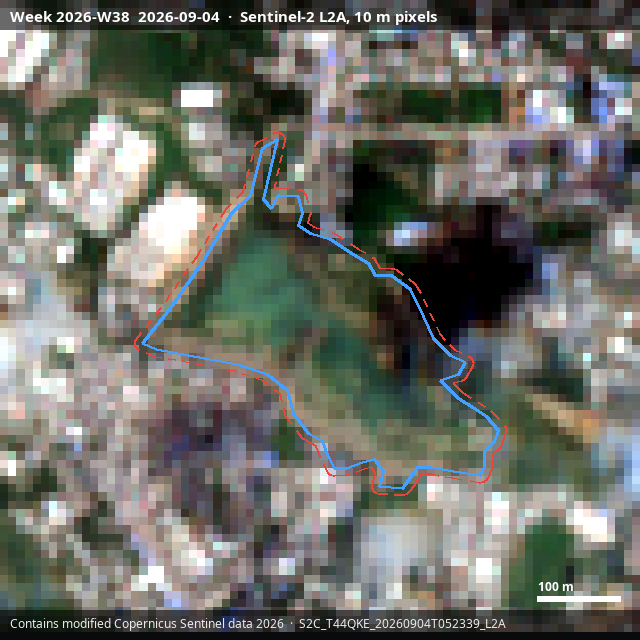 Week 2026-W38  2026-09-04  ·  Sentinel-2 L2A, 10 m pixels
100 m
Contains modified Copernicus Sentinel data 2026  ·  S2C_T44QKE_20260904T052339_L2A